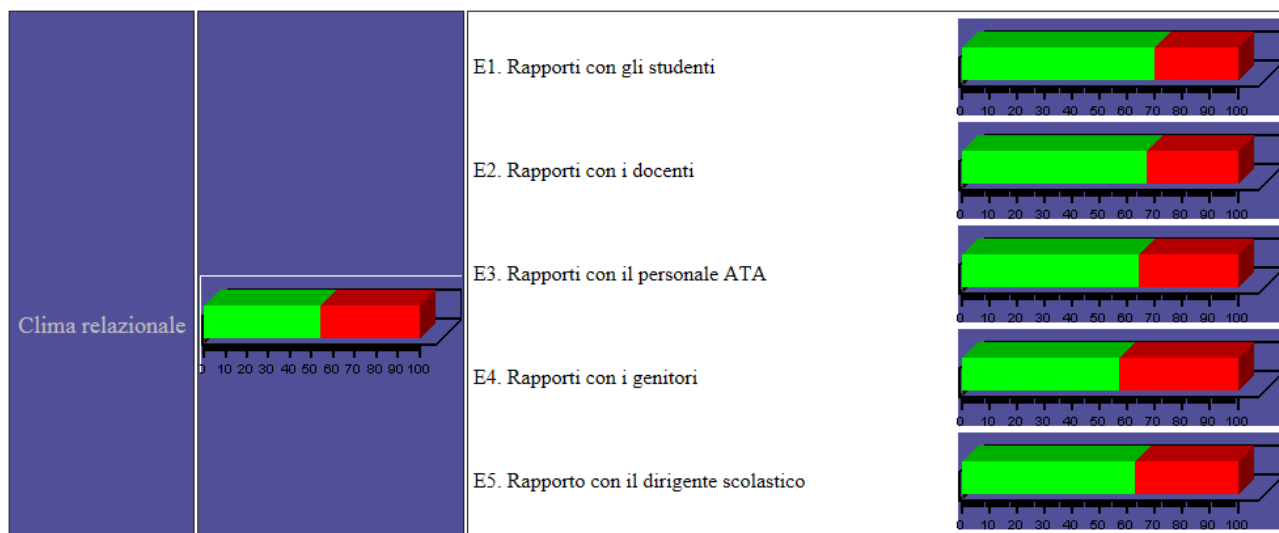 Clima relazionale
0 10 20 30 40 50 60 70 80 90 100
E1. Rapporti con gli studenti
0 10 20 30 40 50 60 70 80 90 100
E2. Rapporti con i docenti
0 10 20 30 40 50 60 70 80 90 100
E3. Rapporti con il personale ATA
0 10 20 30 40 50 60 70 80 90 100
E4. Rapporti con i genitori
0 10 20 30 40 50 60 70 80 90 100
E5. Rapporto con il dirigente scolastico
0 10 20 30 40 50 60 70 80 90 100